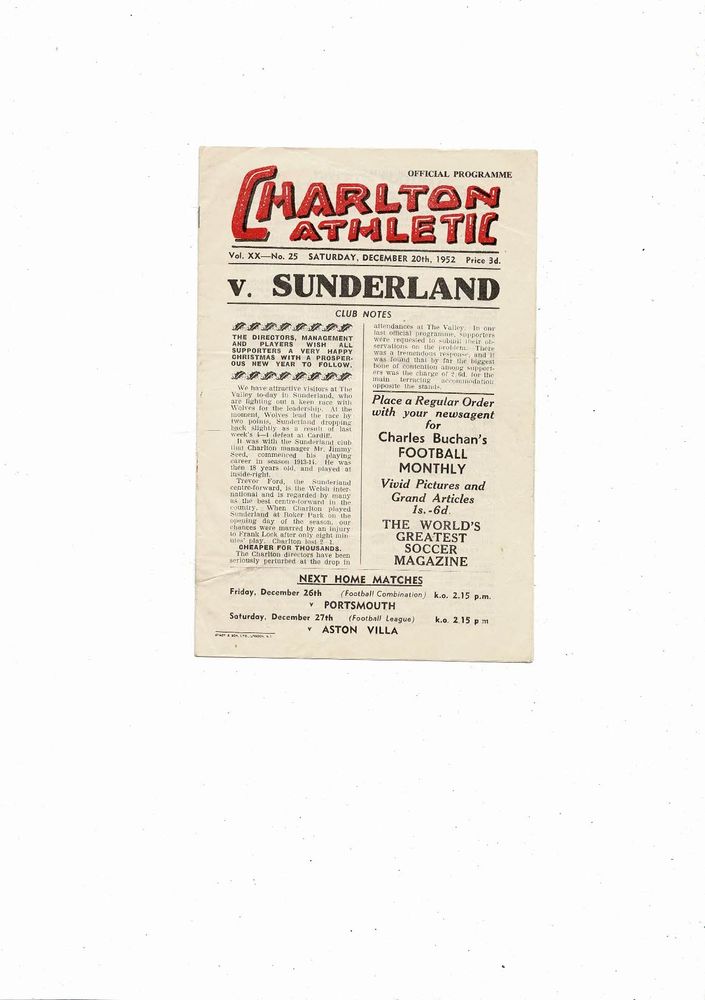 OFFICIAL PROGRAMME
CHARLTON
ATHLETIC
Vol. XX—No. 25 SATURDAY, DECEMBER 20th, 1952 Price 3d.
v. SUNDERLAND
CLUB NOTES
THE DIRECTORS, MANAGEMENT
AND PLAYERS WISH ALL
SUPPORTERS A VERY HAPPY
CHRISTMAS WITH A PROSPER-
OUS NEW YEAR TO FOLLOW.
We have attractive visitors at The
Valley to-day in Sunderland, who
are fighting out a keen race with
Wolves for the leadership. At the
moment, Wolves lead the race by
two points, Sunderland dropping
back slightly as a result of last
week's 4—1 defeat at Cardiff.
It was with the Sunderland club
that Charlton manager Mr. Jimmy
Seed, commenced his playing
career in season 1913-14. He was
then 18 years old, and played at
inside-right.
Trevor Ford, the Sunderland
centre-forward, is the Welsh inter-
national and is regarded by many
as the best centre-forward in the
country. When Charlton played
Sunderland at Roker Park on the
opening day of the season, our
chances were marred by an injury
to Frank Lock after only eight min-
utes' play. Charlton lost 2—1.
CHEAPER FOR THOUSANDS.
The Charlton directors have been
seriously perturbed at the drop in
attendances at The Valley. In our
last official programme, supporters
were requested to submit their ob-
servations on the problem. There
was a tremendous response, and it
was found that by far the biggest
bone of contention among support-
ers was the charge of 2/6d. for the
main terracing accommodation
opposite the stands.
Place a Regular Order
with your newsagent
for
Charles Buchan's
FOOTBALL
MONTHLY
Vivid Pictures and
Grand Articles
1s.-6d.
THE WORLD'S
GREATEST
SOCCER
MAGAZINE
NEXT HOME MATCHES
Friday, December 26th (Football Combination) k.o. 2.15 p.m.
v PORTSMOUTH
Saturday, December 27th (Football League) k.o. 2 15 p m
v ASTON VILLA
& SON, LTD., LONDON, N.1